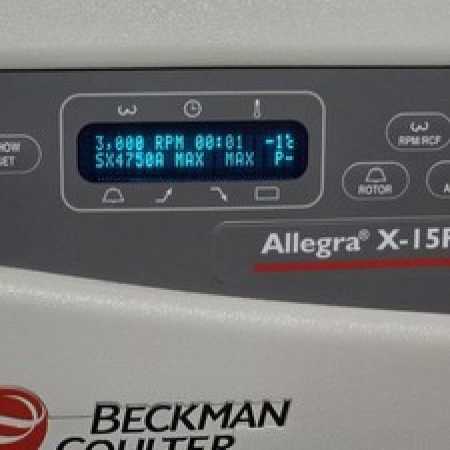 HOW
SET
3,000 RPM 00:01 -1℃
SX4750A MAX MAX P-
RPM RCF
ROTOR
Allegra® X-15R
BECKMAN
COULTER